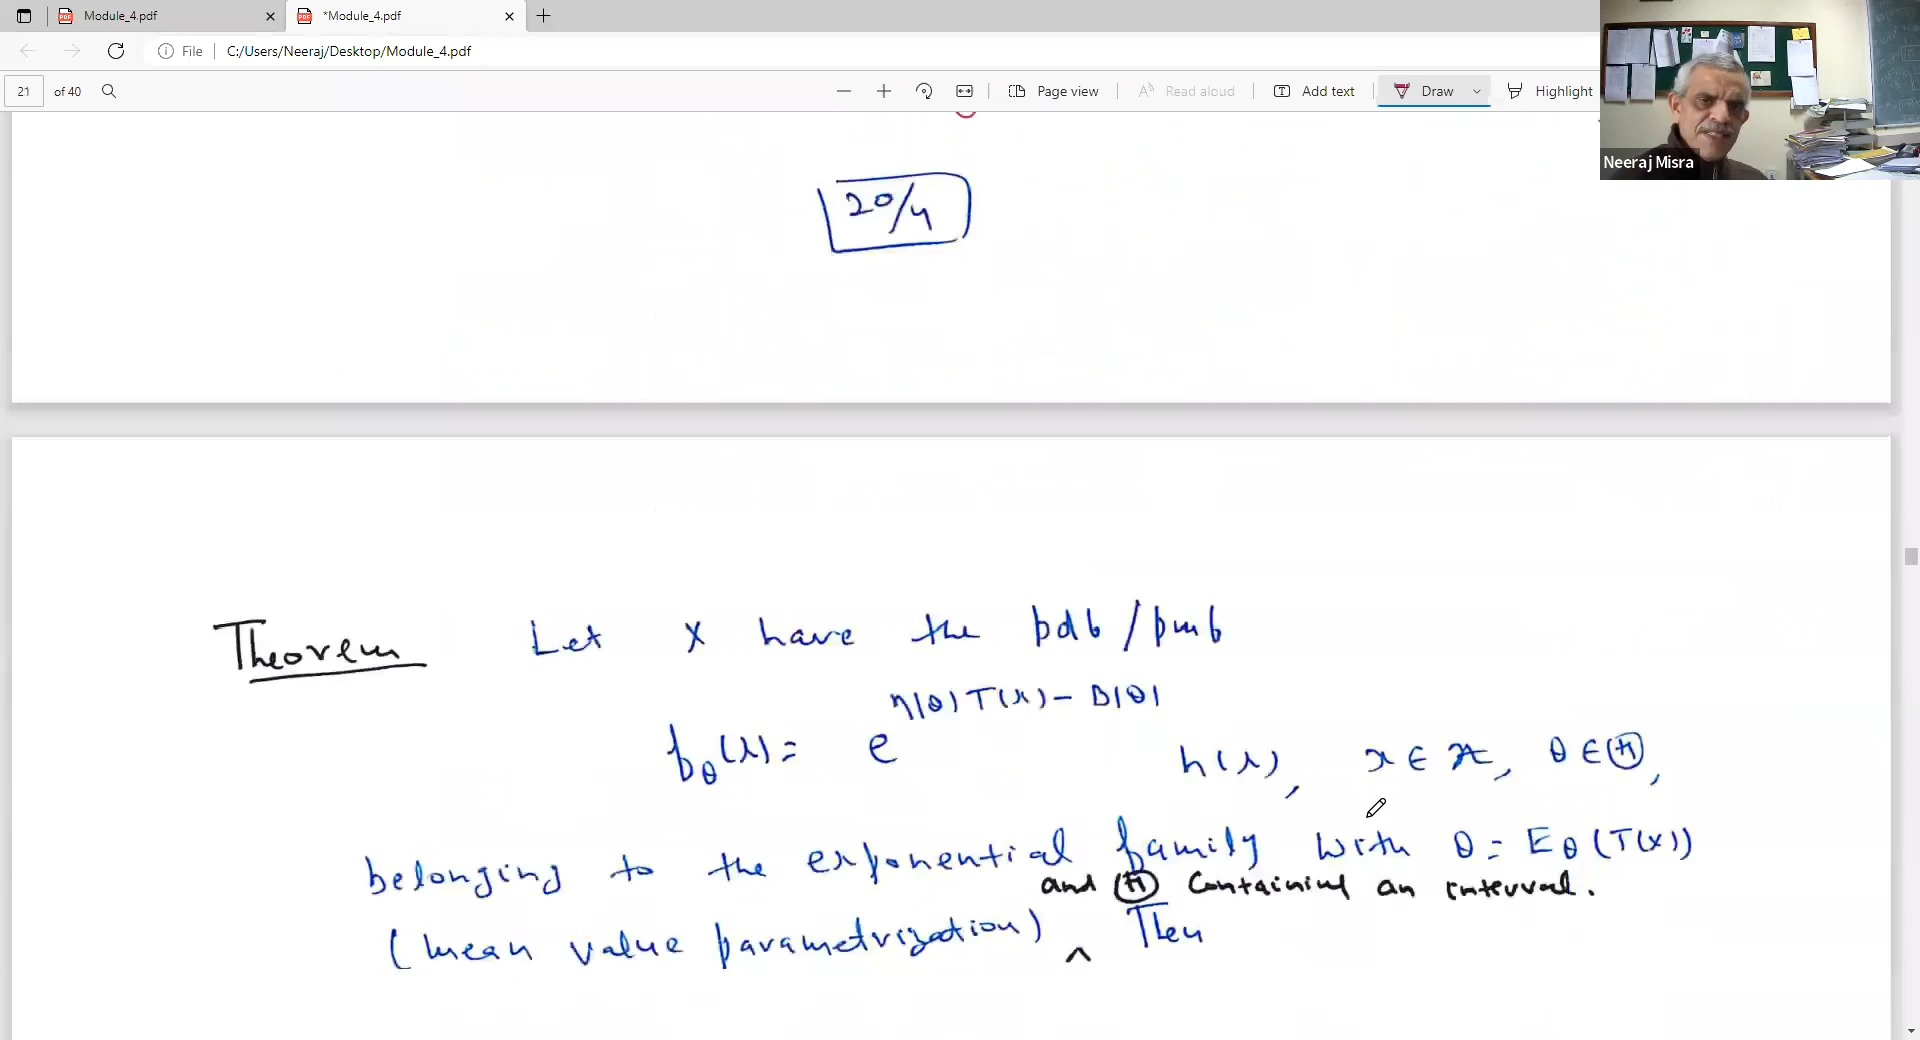 Module_4.pdf
*Module_4.pdf
File
C:/Users/Neeraj/Desktop/Module_4.pdf
21 of 40
Page view
Read aloud
Add text
Draw
Highlight
Neeraj Misra
20/4
Theorem Let X have the pdf/pmf
f_θ(x) = e^{η(θ)T(x) - B(θ)} h(x), x ∈ 𝒳, θ ∈ Ⓗ,
belonging to the exponential family with θ = E_θ(T(X))
and Ⓗ containing an interval.
(mean value parametrization) ^ Then